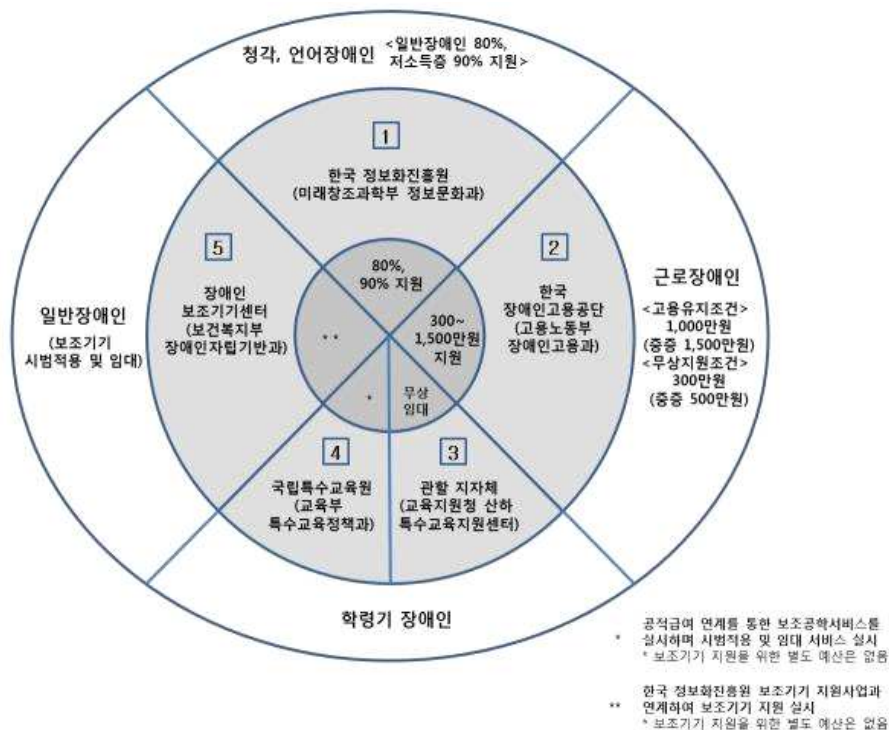 청각, 언어장애인 <일반장애인 80%,
저소득층 90% 지원>
1
한국 정보화진흥원
(미래창조과학부 정보문화과)
80%,
90% 지원
5
장애인
보조기기센터
(보건복지부
장애인자립기반과)
**
2
한국
장애인고용공단
(고용노동부
장애인고용과)
300~
1,500만원
지원
일반장애인
(보조기기
시범적용 및 임대)
근로장애인
<고용유지조건>
1,000만원
(중증 1,500만원)
<무상지원조건>
300만원
(중증 500만원)
*
무상
임대
4
국립특수교육원
(교육부
특수교육정책과)
3
관할 지자체
(교육지원청 산하
특수교육지원센터)
학령기 장애인
공적급여 연계를 통한 보조공학서비스를
* 실시하며 시범적용 및 임대 서비스 실시
* 보조기기 지원을 위한 별도 예산은 없음
한국 정보화진흥원 보조기기 지원사업과
** 연계하여 보조기기 지원 실시
* 보조기기 지원을 위한 별도 예산은 없음